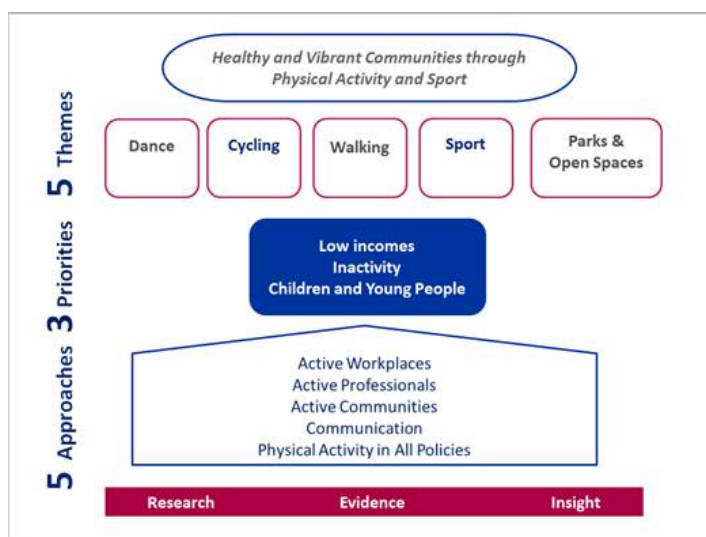 Healthy and Vibrant Communities through
Physical Activity and Sport
5 Themes
Dance
Cycling
Walking
Sport
Parks &
Open Spaces
3 Priorities
Low incomes
Inactivity
Children and Young People
5 Approaches
Active Workplaces
Active Professionals
Active Communities
Communication
Physical Activity in All Policies
Research
Evidence
Insight